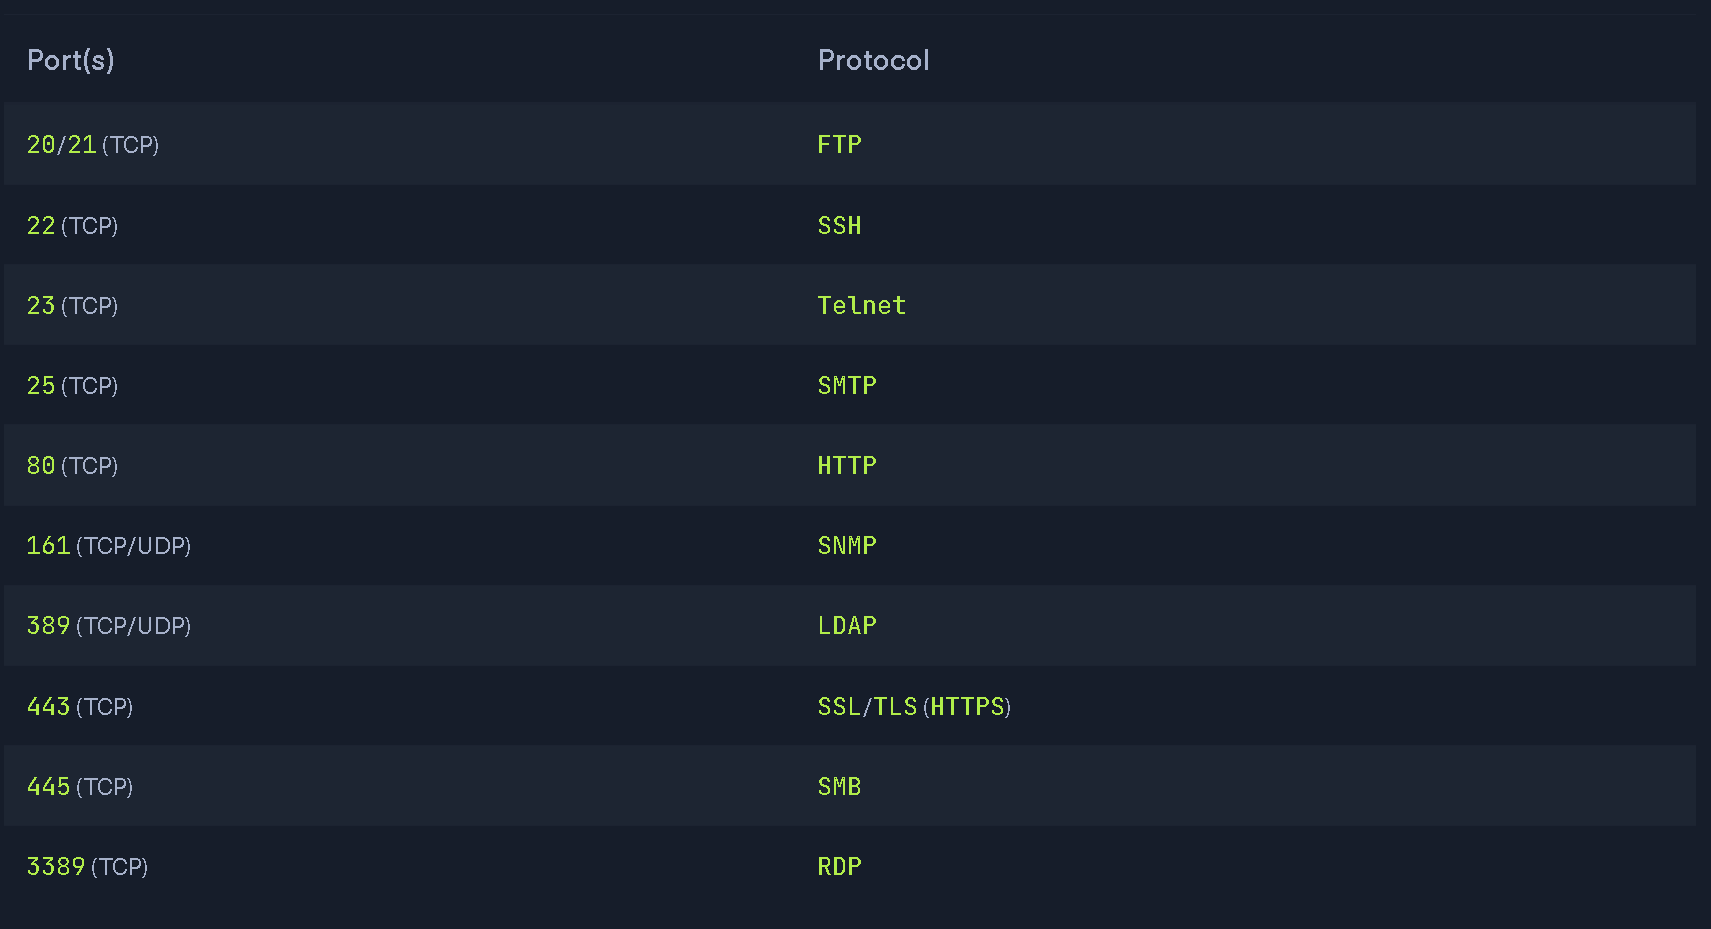 Port(s) Protocol
20/21 (TCP) FTP
22 (TCP) SSH
23 (TCP) Telnet
25 (TCP) SMTP
80 (TCP) HTTP
161 (TCP/UDP) SNMP
389 (TCP/UDP) LDAP
443 (TCP) SSL/TLS (HTTPS)
445 (TCP) SMB
3389 (TCP) RDP